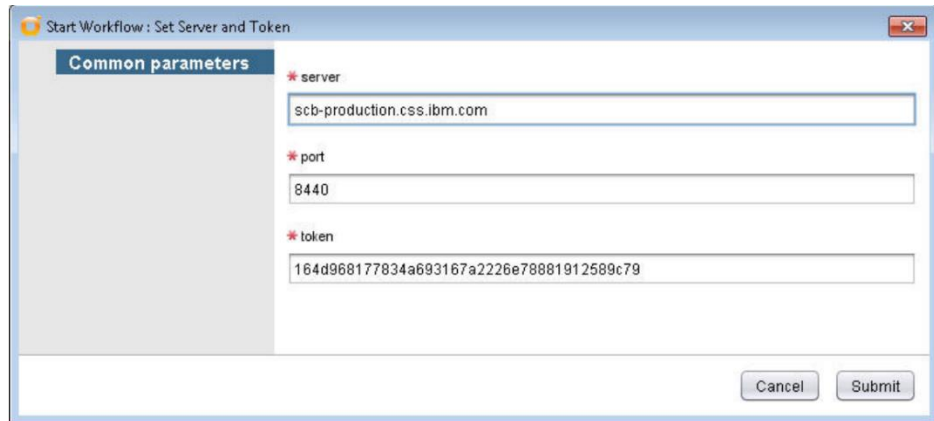 Start Workflow : Set Server and Token
Common parameters
* server
scb-production.css.ibm.com
* port
8440
* token
164d968177834a693167a2226e78881912589c79
Cancel Submit